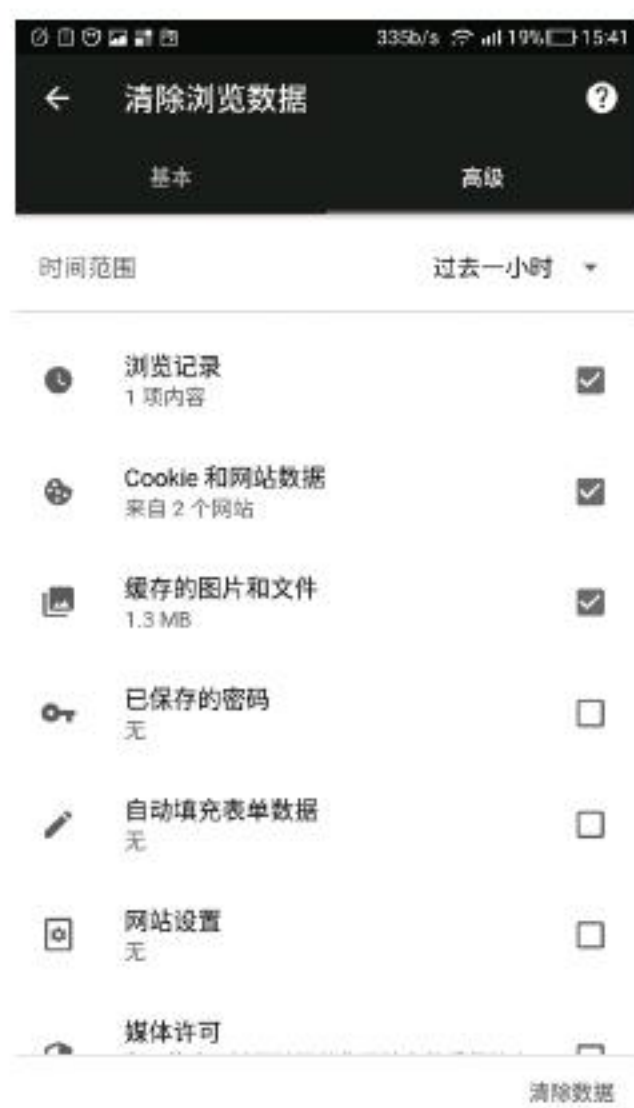 335b/s 19% 15:41
清除浏览数据
基本 高级
时间范围 过去一小时
浏览记录
1 项内容
Cookie 和网站数据
来自 2 个网站
缓存的图片和文件
1.3 MB
已保存的密码
无
自动填充表单数据
无
网站设置
无
媒体许可
清除数据